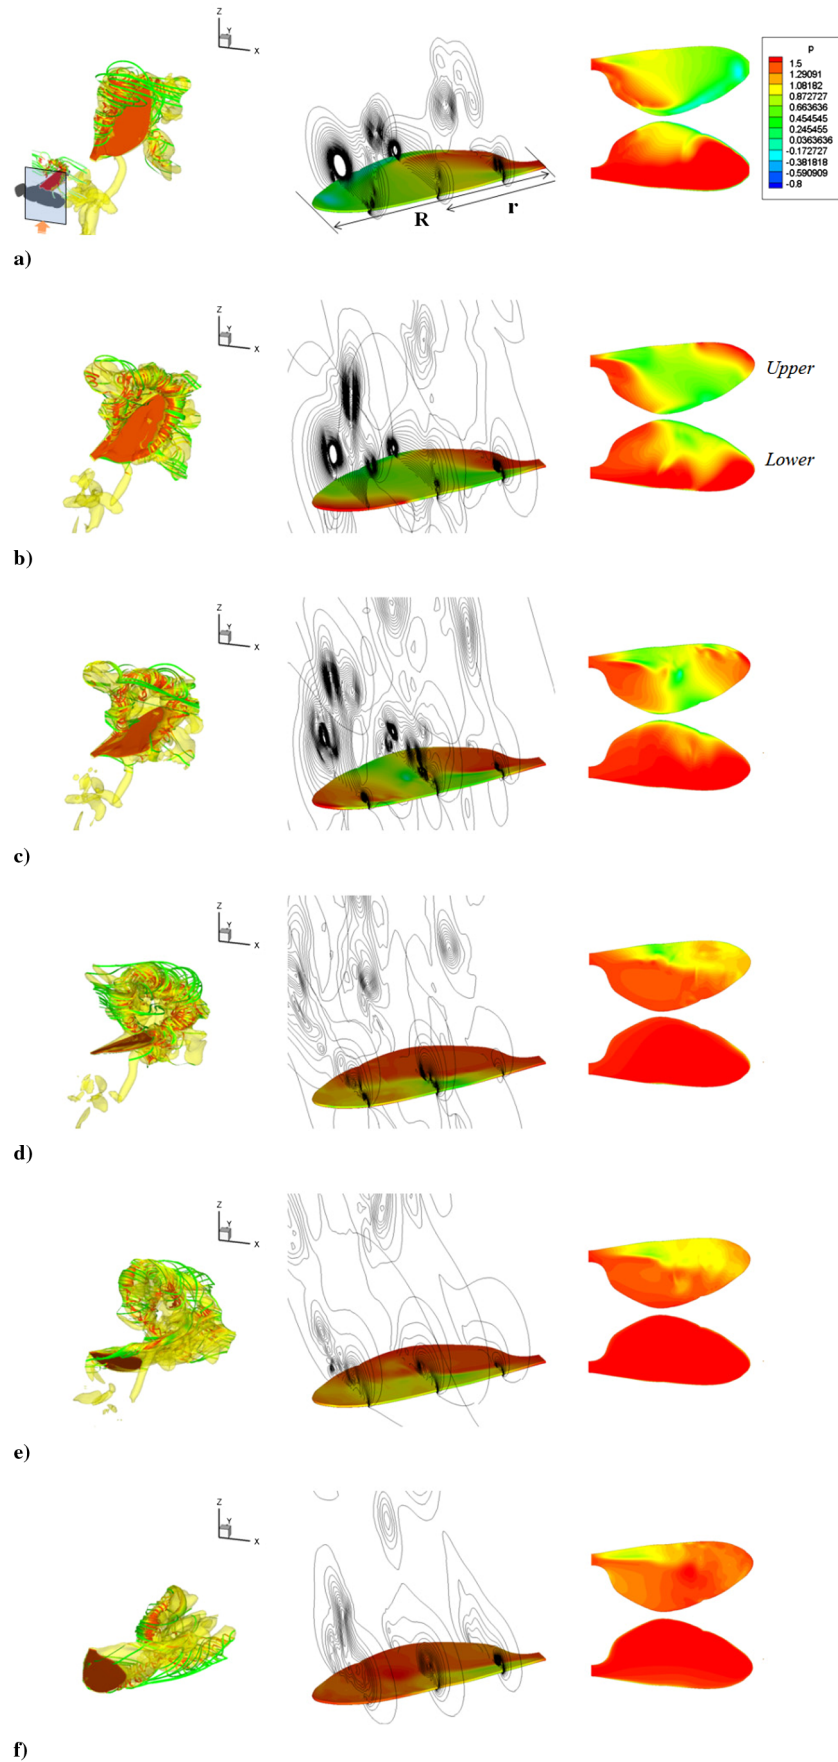 Z
Y
X
R
r
p
1.5
1.29091
1.08182
0.872727
0.663636
0.454545
0.245455
0.0363636
-0.172727
-0.381818
-0.590909
-0.8
a)
Z
Y
X
Upper
Lower
b)
Z
Y
X
c)
Z
Y
X
d)
Z
Y
X
e)
Z
Y
X
f)